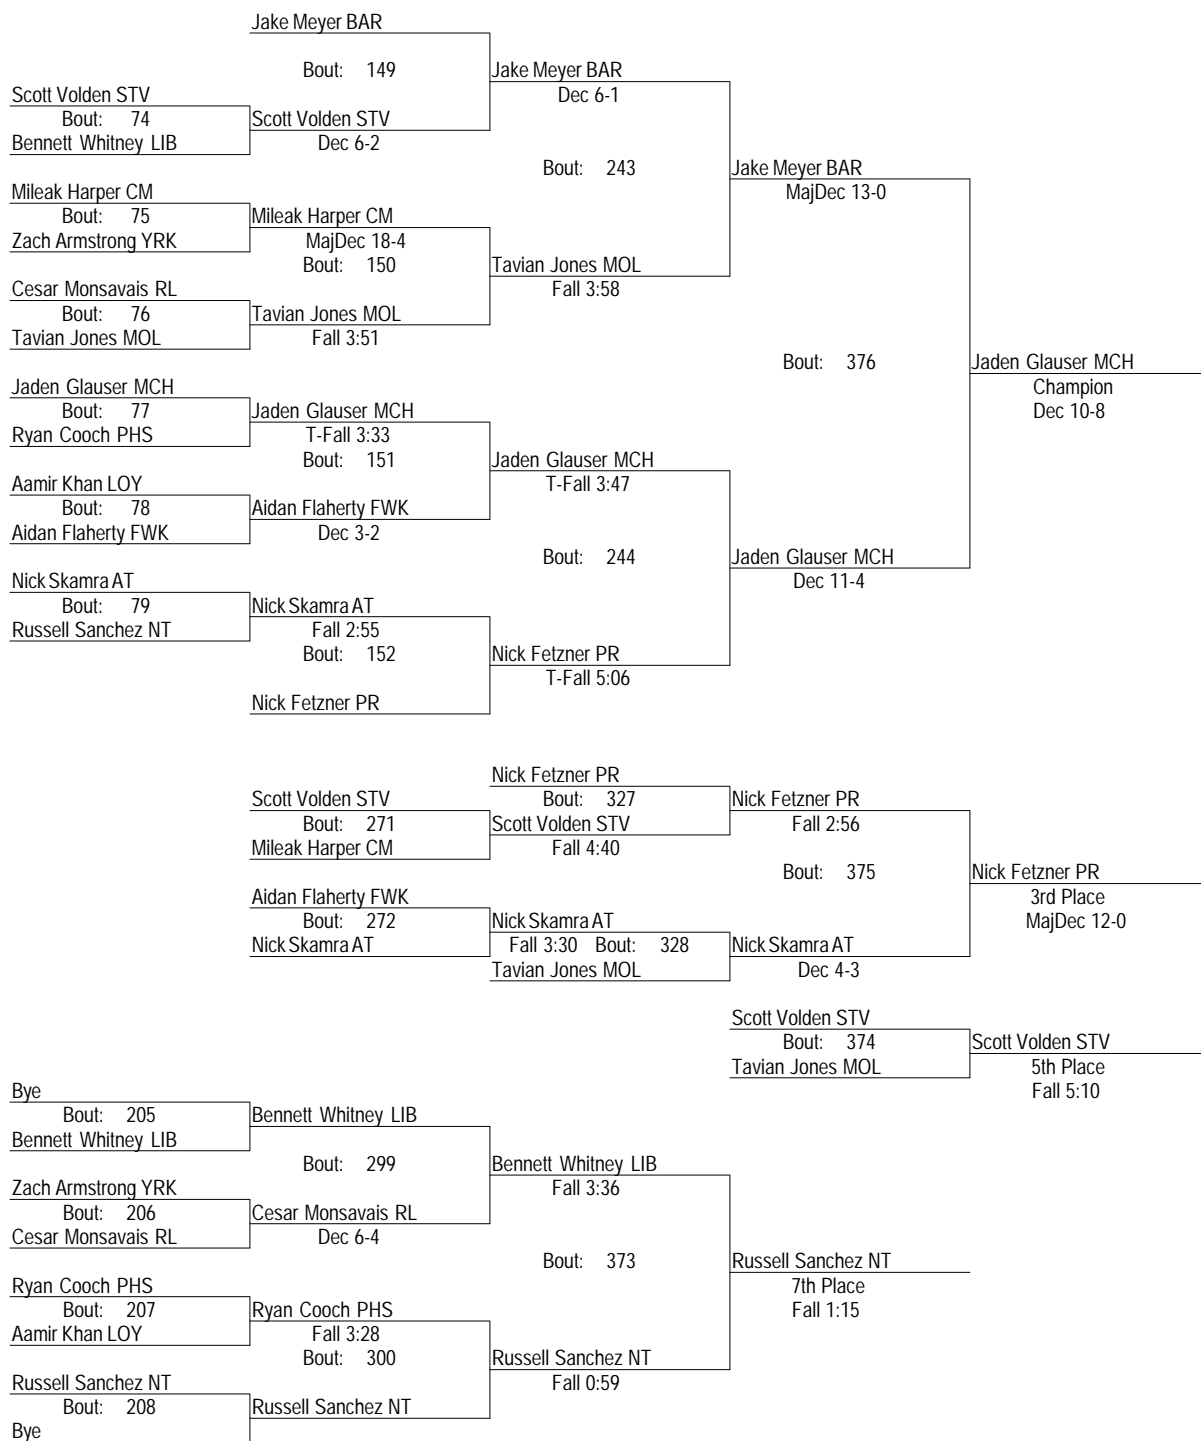 Jake Meyer BAR
Bout: 149
Jake Meyer BAR
Scott Volden STV
Dec 6-1
Bout: 74
Scott Volden STV
Bennett Whitney LIB
Dec 6-2
Bout: 243
Jake Meyer BAR
Mileak Harper CM
MajDec 13-0
Bout: 75
Mileak Harper CM
Zach Armstrong YRK
MajDec 18-4
Bout: 150
Tavian Jones MOL
Cesar Monsavais RL
Fall 3:58
Bout: 76
Tavian Jones MOL
Tavian Jones MOL
Fall 3:51
Bout: 376
Jaden Glauser MCH
Jaden Glauser MCH
Champion
Bout: 77
Jaden Glauser MCH
Dec 10-8
Ryan Cooch PHS
T-Fall 3:33
Bout: 151
Jaden Glauser MCH
Aamir Khan LOY
T-Fall 3:47
Bout: 78
Aidan Flaherty FWK
Aidan Flaherty FWK
Dec 3-2
Bout: 244
Jaden Glauser MCH
Nick Skamra AT
Dec 11-4
Bout: 79
Nick Skamra AT
Russell Sanchez NT
Fall 2:55
Bout: 152
Nick Fetzner PR
T-Fall 5:06
Nick Fetzner PR
Nick Fetzner PR
Scott Volden STV
Bout: 327
Nick Fetzner PR
Bout: 271
Scott Volden STV
Fall 2:56
Mileak Harper CM
Fall 4:40
Bout: 375
Nick Fetzner PR
Aidan Flaherty FWK
3rd Place
Bout: 272
Nick Skamra AT
MajDec 12-0
Nick Skamra AT
Fall 3:30 Bout: 328
Nick Skamra AT
Tavian Jones MOL
Dec 4-3
Scott Volden STV
Bout: 374
Scott Volden STV
Tavian Jones MOL
5th Place
Bye
Fall 5:10
Bout: 205
Bennett Whitney LIB
Bennett Whitney LIB
Bout: 299
Bennett Whitney LIB
Zach Armstrong YRK
Fall 3:36
Bout: 206
Cesar Monsavais RL
Cesar Monsavais RL
Dec 6-4
Bout: 373
Russell Sanchez NT
Ryan Cooch PHS
7th Place
Bout: 207
Ryan Cooch PHS
Fall 1:15
Aamir Khan LOY
Fall 3:28
Bout: 300
Russell Sanchez NT
Russell Sanchez NT
Fall 0:59
Bout: 208
Russell Sanchez NT
Bye